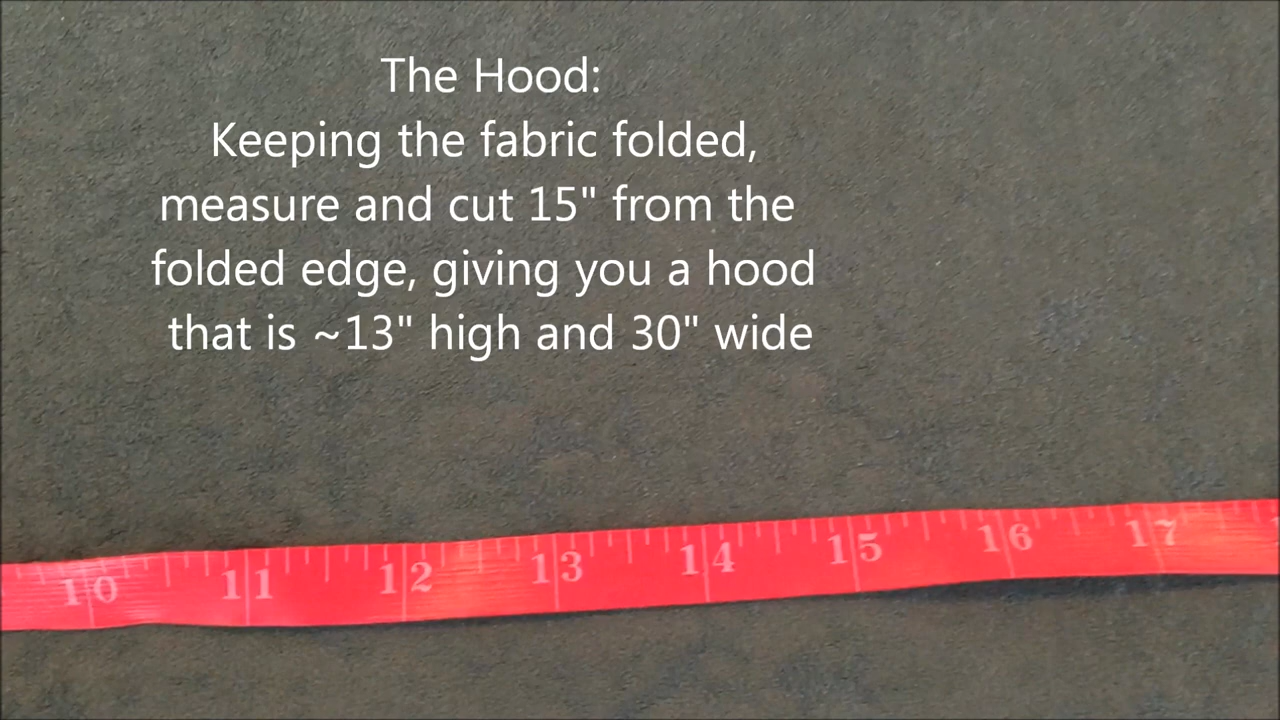 The Hood:
Keeping the fabric folded,
measure and cut 15" from the
folded edge, giving you a hood
that is ~13" high and 30" wide
10 11 12 13 14 15 16 17